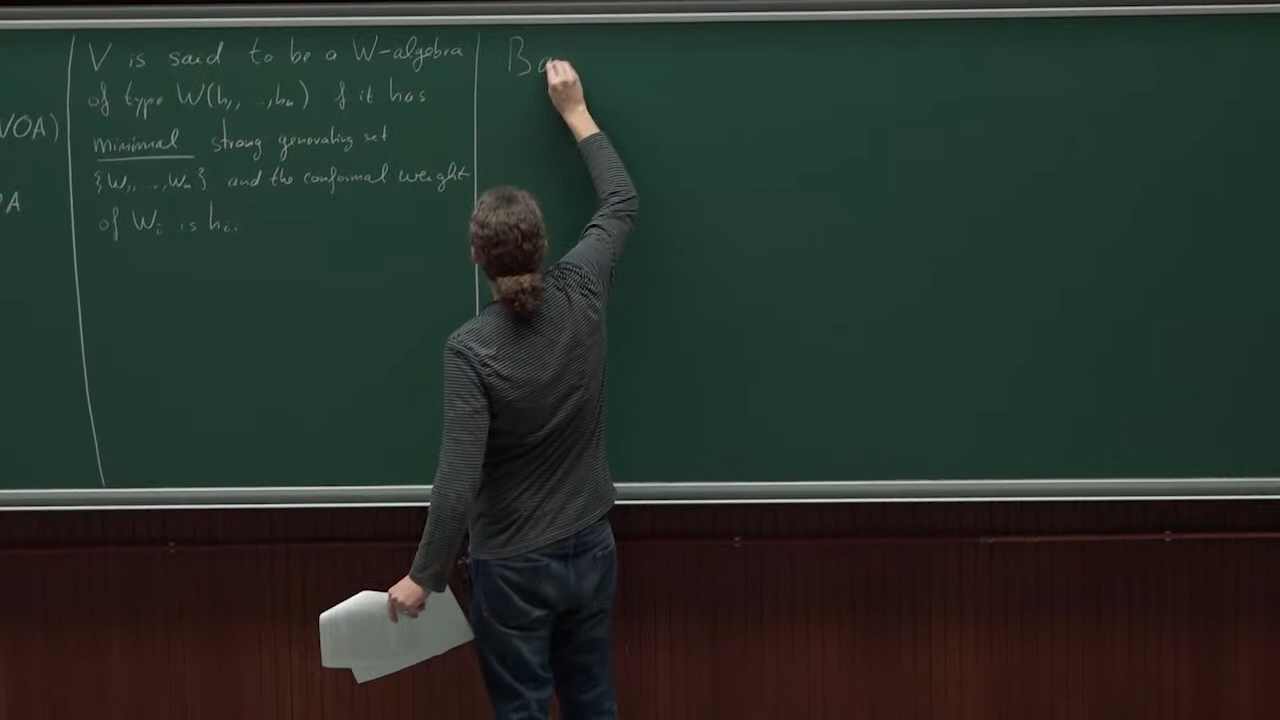 VOA)
A
V is said to be a W-algebra
of type W(h₁, ..., hₙ) if it has
minimal strong generating set
{W₁, ..., Wₙ} and the conformal weight
of Wᵢ is hᵢ.
Ba